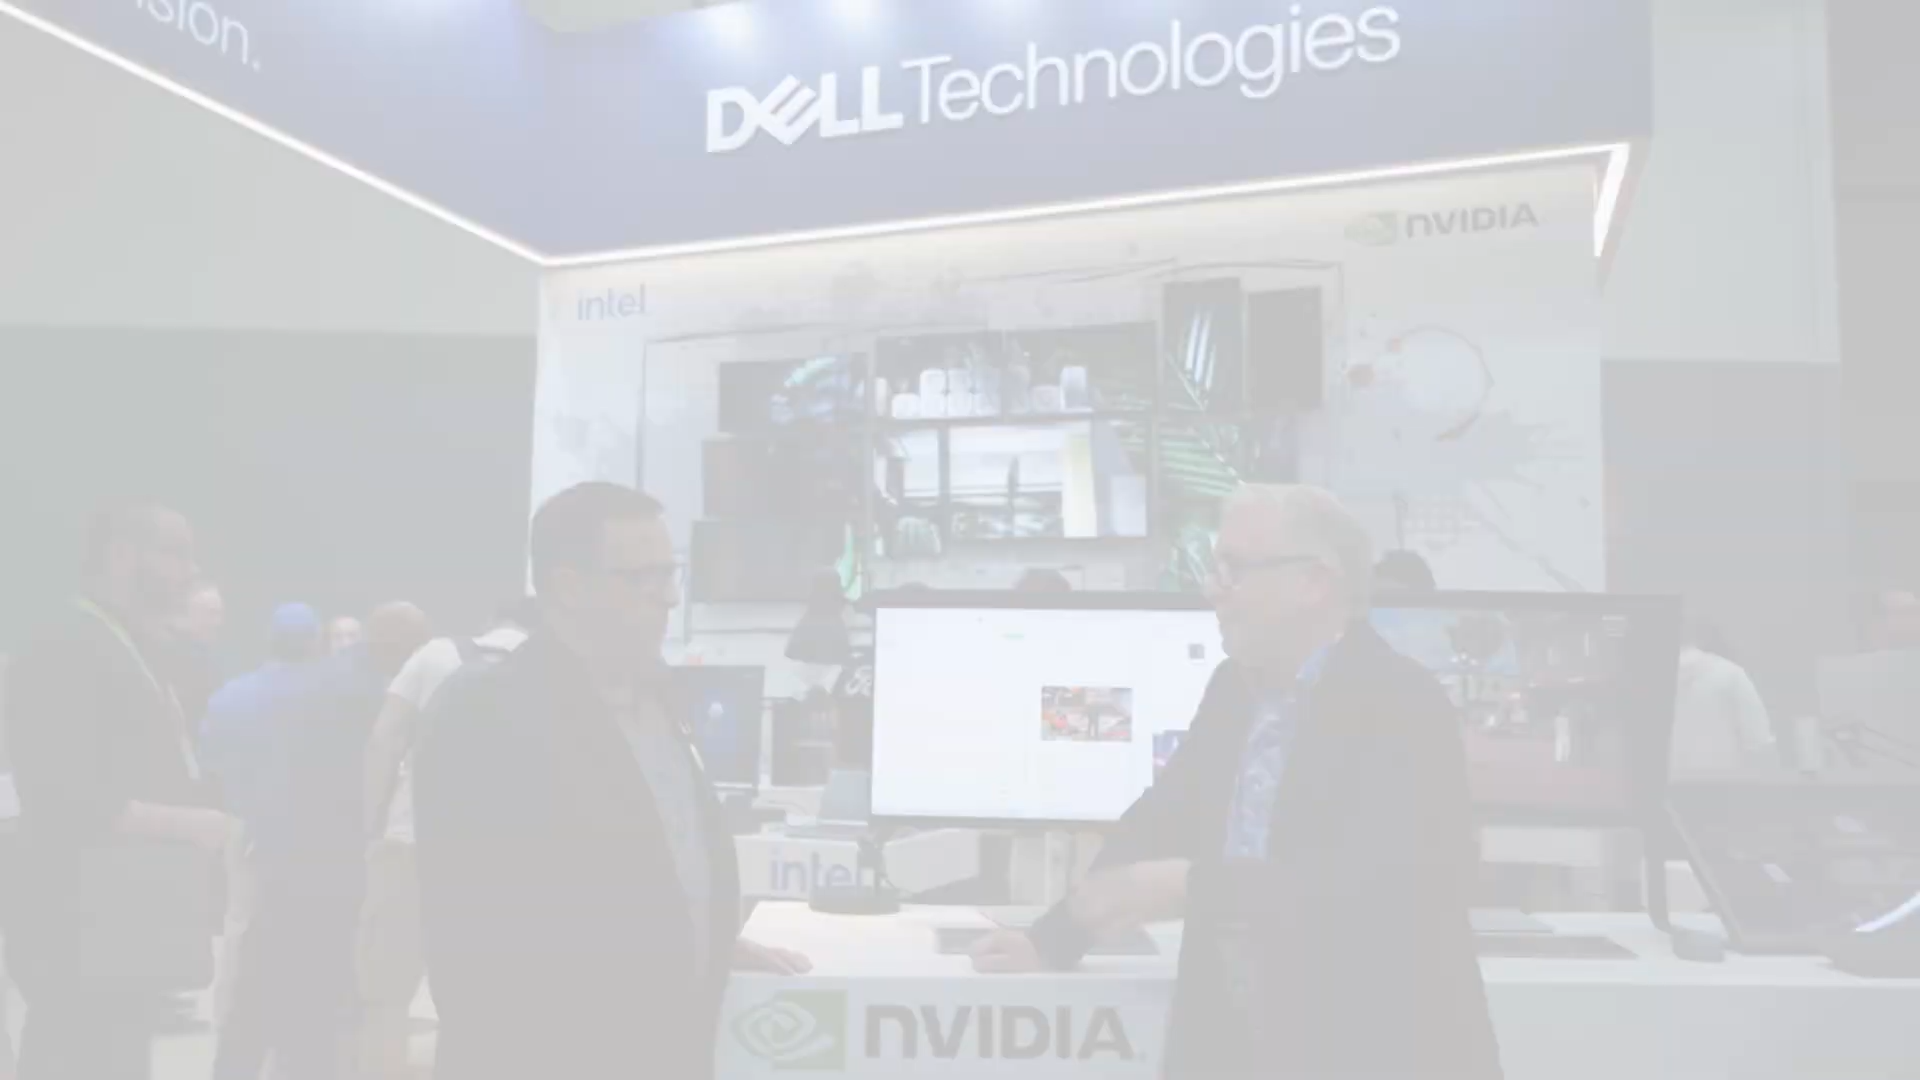 ision.
DELL Technologies
NVIDIA
intel
intel
NVIDIA